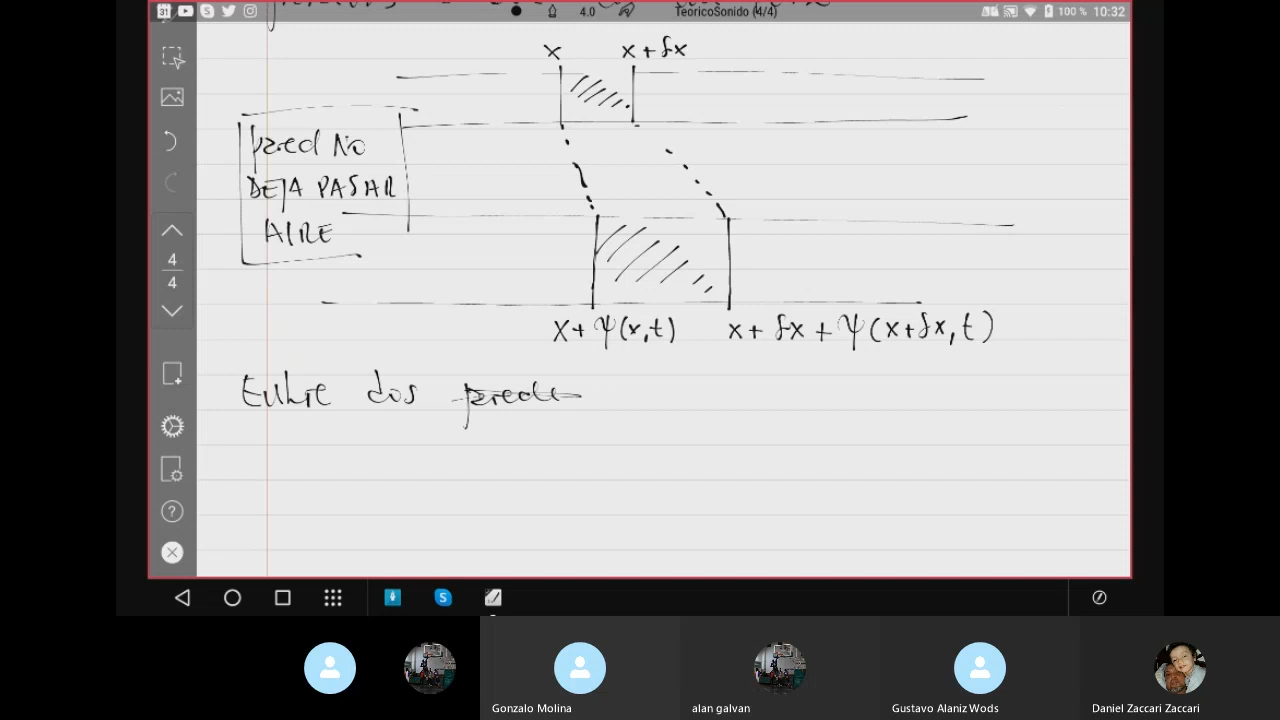 4.0 TeoricoSonido (4/4) 100 % 10:32
x x + δx
pared NO
DEJA PASAR
AIRE
4
4
x + ψ(x,t) x + δx + ψ(x+δx, t)
Entre dos paredes
Gonzalo Molina alan galvan Gustavo Alaniz Wods Daniel Zaccari Zaccari